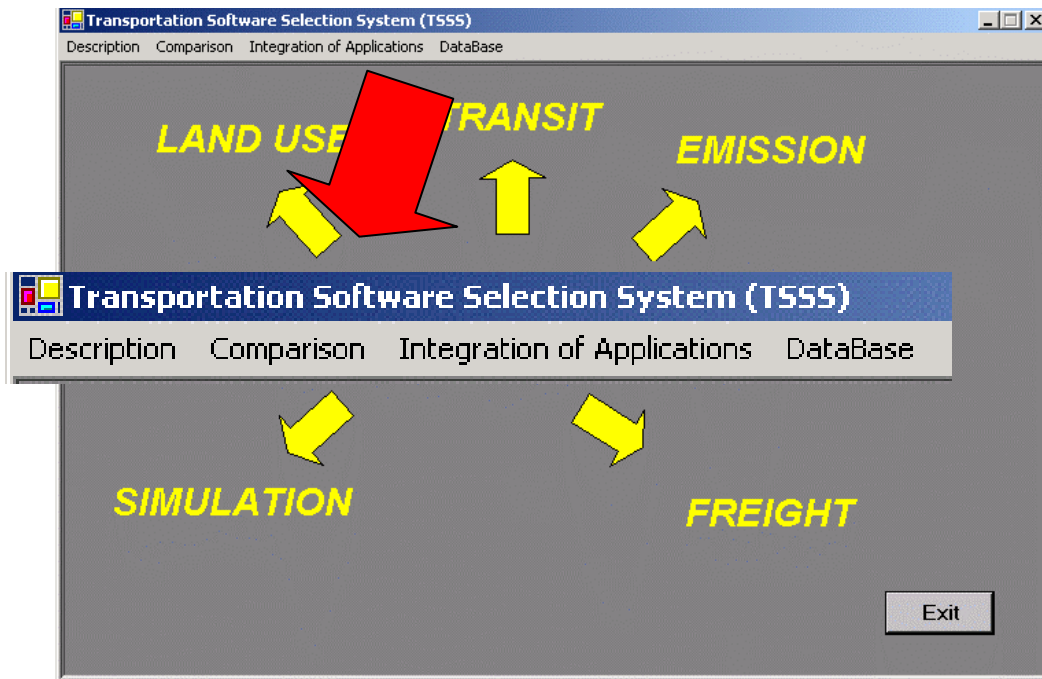 Transportation Software Selection System (TSSS)
Description Comparison Integration of Applications DataBase
TRANSIT
LAND USE
EMISSION
Transportation Software Selection System (TSSS)
Description Comparison Integration of Applications DataBase
SIMULATION
FREIGHT
Exit